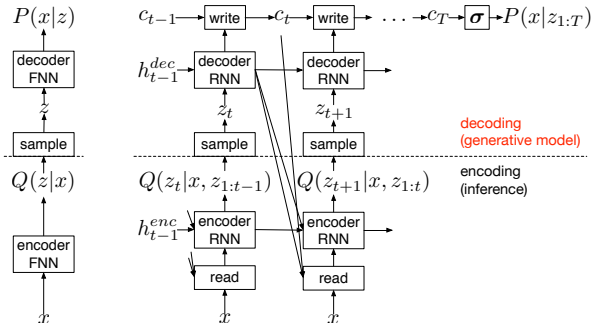 P(x|z)
decoder
FNN
z
sample
Q(z|x)
encoder
FNN
x
c_{t−1} write c_t write . . . c_T σ P(x|z_{1:T})
h^{dec}_{t−1} decoder
RNN
decoder
RNN
z_t z_{t+1}
sample sample
decoding
(generative model)
encoding
(inference)
Q(z_t|x, z_{1:t−1}) Q(z_{t+1}|x, z_{1:t})
h^{enc}_{t−1} encoder
RNN
encoder
RNN
read read
x x